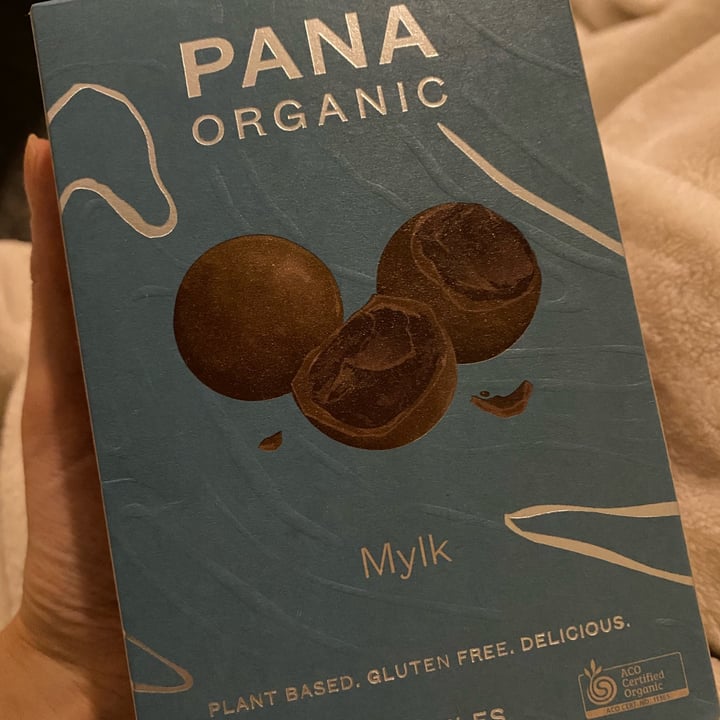 PANA
ORGANIC
Mylk
PLANT BASED. GLUTEN FREE. DELICIOUS.
ACO
Certified
Organic